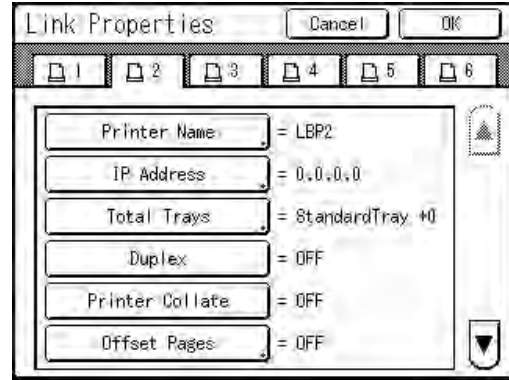 Link Properties Cancel OK
1 2 3 4 5 6
Printer Name = LBP2
IP Address = 0.0.0.0
Total Trays = StandardTray +0
Duplex = OFF
Printer Collate = OFF
Offset Pages = OFF